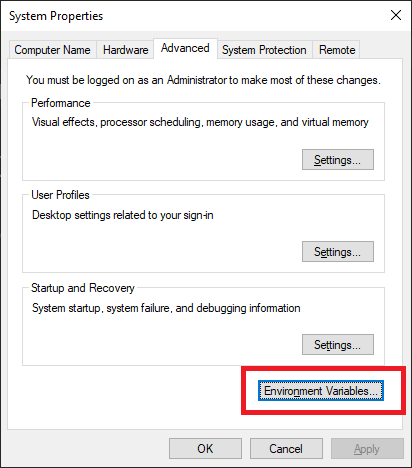 System Properties
Computer Name Hardware Advanced System Protection Remote
You must be logged on as an Administrator to make most of these changes.
Performance
Visual effects, processor scheduling, memory usage, and virtual memory
Settings...
User Profiles
Desktop settings related to your sign-in
Settings...
Startup and Recovery
System startup, system failure, and debugging information
Settings...
Environment Variables...
OK Cancel Apply